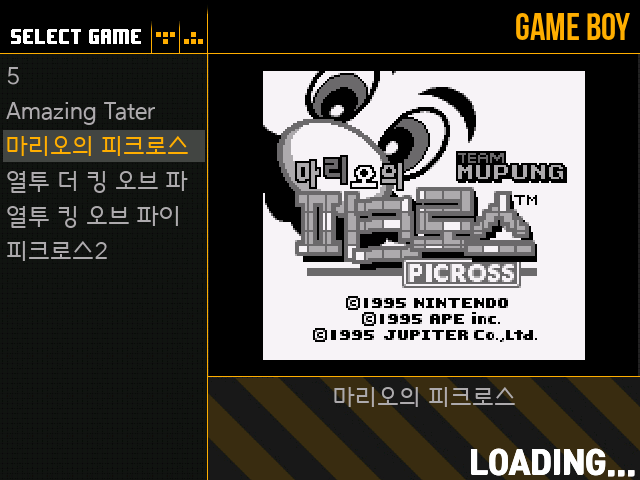 SELECT GAME
GAME BOY
5
Amazing Tater
마리오의 피크로스
열투 더 킹 오브 파
열투 킹 오브 파이
피크로스2
TEAM
MUPUNG
마리오의
피크로스
TM
PICROSS
©1995 NINTENDO
©1995 APE inc.
©1995 JUPITER Co.,Ltd.
마리오의 피크로스
LOADING...